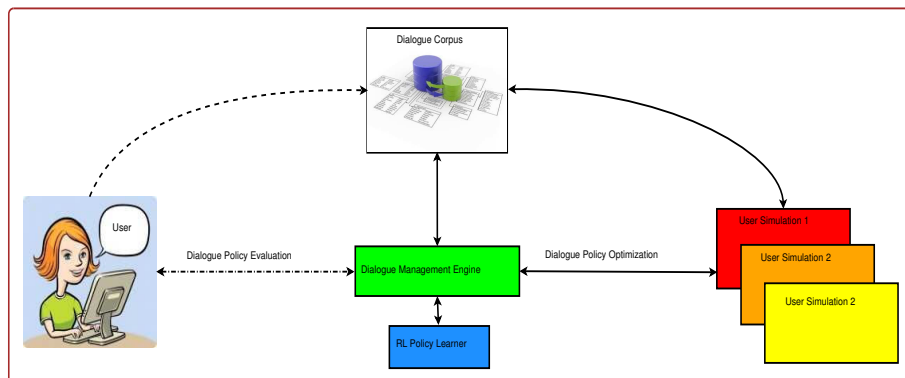 Dialogue Corpus
User
User Simulation 1
Dialogue Policy Evaluation
Dialogue Policy Optimization
User Simulation 2
Dialogue Management Engine
User Simulation 2
RL Policy Learner